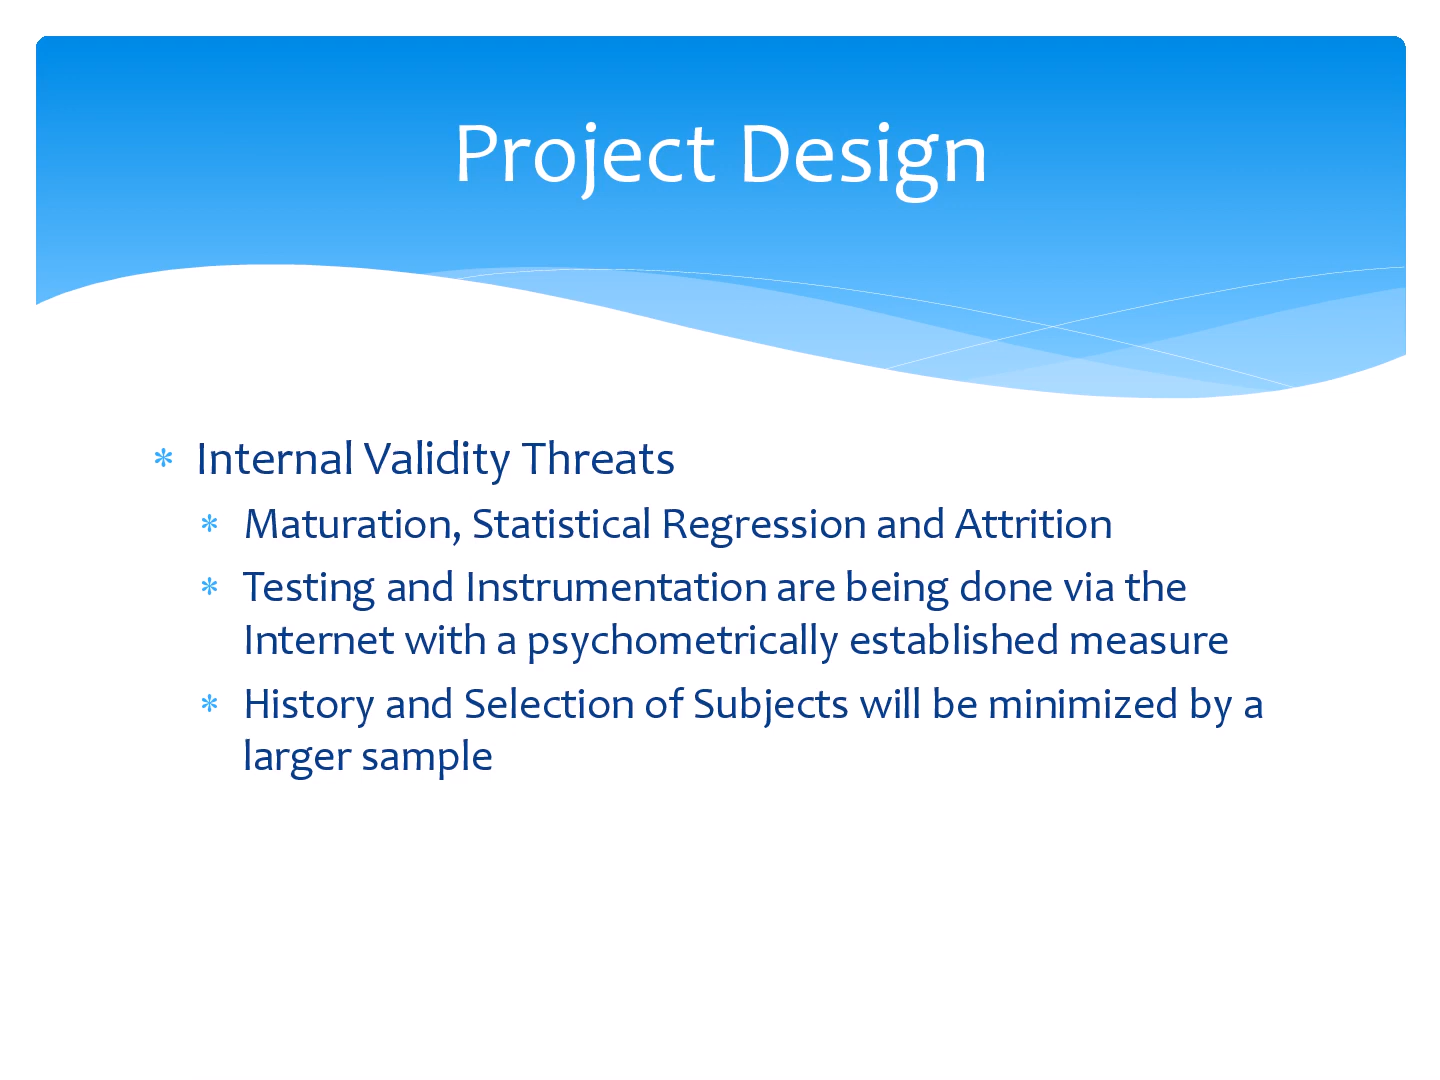 Project Design
* Internal Validity Threats
* Maturation, Statistical Regression and Attrition
* Testing and Instrumentation are being done via the
Internet with a psychometrically established measure
* History and Selection of Subjects will be minimized by a
larger sample